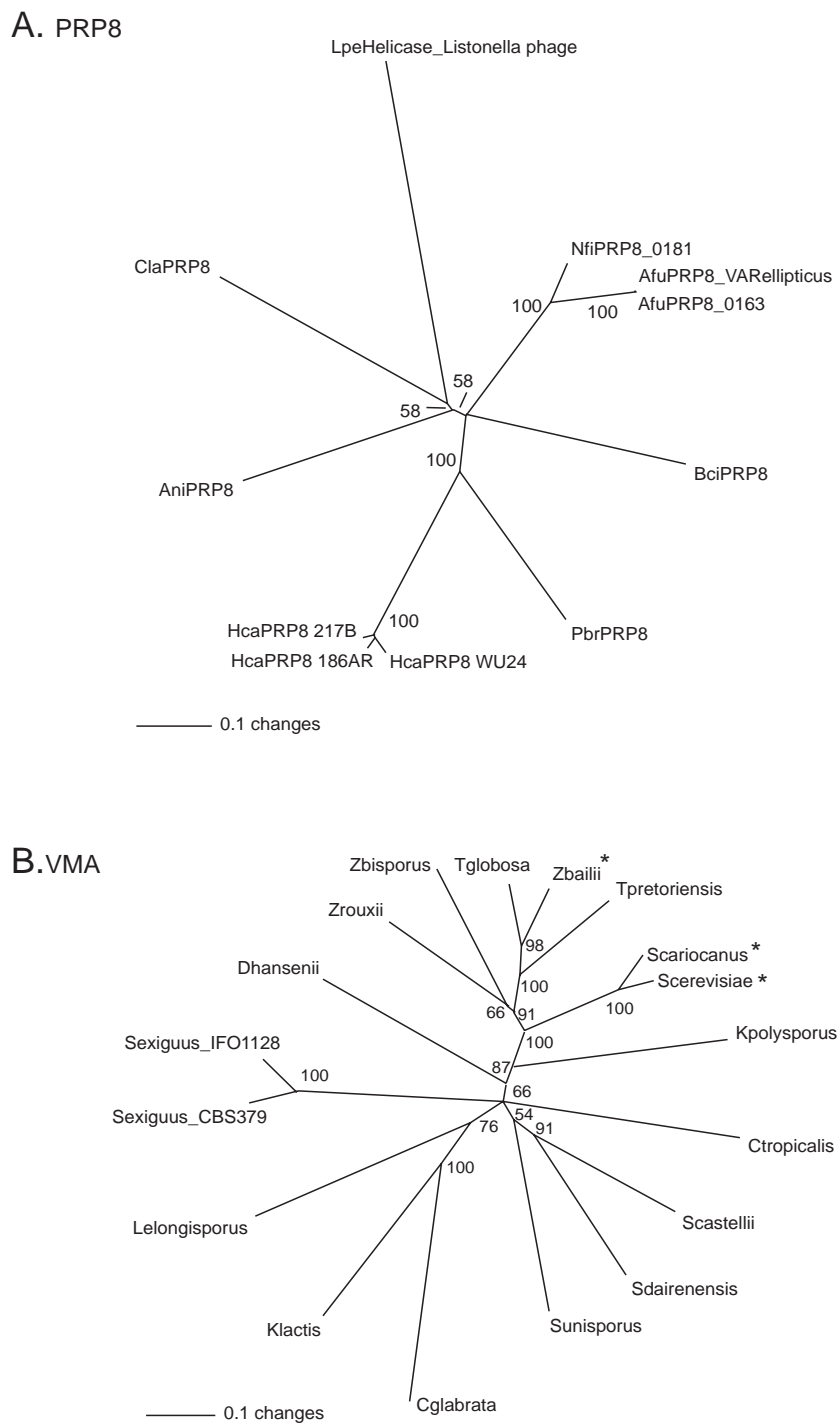 A. PRP8
LpeHelicase_Listonella phage
NfiPRP8_0181
ClaPRP8
AfuPRP8_VARellipticus
100
100
AfuPRP8_0163
58
58
100
BciPRP8
AniPRP8
100
HcaPRP8 217B
PbrPRP8
HcaPRP8 186AR
HcaPRP8 WU24
0.1 changes
B. VMA
Zbisporus
Tglobosa
Zbailii*
Tpretoriensis
Zrouxii
98
Scariocanus*
Dhansenii
100
Scerevisiae*
66
91
100
Sexiguus_IFO1128
100
Kpolysporus
87
100
66
Sexiguus_CBS379
54
76
91
Ctropicalis
100
Lelongisporus
Scastellii
Sdairenensis
Klactis
Sunisporus
Cglabrata
0.1 changes